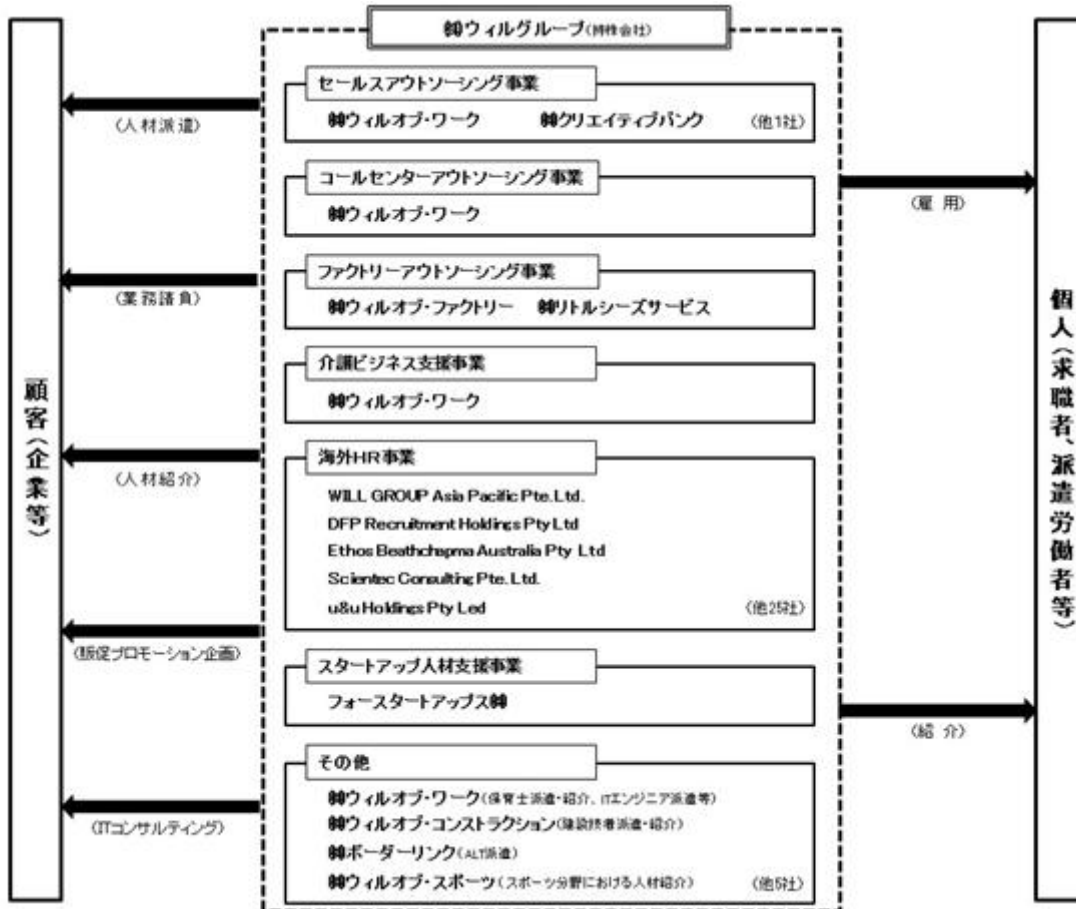 ㈱ウィルグループ(持株会社)
セールスアウトソーシング事業
㈱ウィルオブ・ワーク ㈱クリエイティブバンク (他1社)
コールセンターアウトソーシング事業
㈱ウィルオブ・ワーク
ファクトリーアウトソーシング事業
㈱ウィルオブ・ファクトリー ㈱リトルシーズサービス
介護ビジネス支援事業
㈱ウィルオブ・ワーク
海外HR事業
WILL GROUP Asia Pacific Pte.Ltd.
DFP Recruitment Holdings Pty Ltd
Ethos Beathchapma Australia Pty Ltd
Scientec Consulting Pte. Ltd.
u&u Holdings Pty Led (他25社)
スタートアップ人材支援事業
フォースタートアップス㈱
その他
㈱ウィルオブ・ワーク(保育士派遣・紹介、ITエンジニア派遣等)
㈱ウィルオブ・コンストラクション(建設技術者派遣・紹介)
㈱ボーダーリンク(ALT派遣)
㈱ウィルオブ・スポーツ(スポーツ分野における人材紹介) (他5社)
顧客(企業等)
(人材派遣)
(業務請負)
(人材紹介)
(販促プロモーション企画)
(ITコンサルティング)
(雇用)
(紹介)
個人(求職者、派遣労働者等)